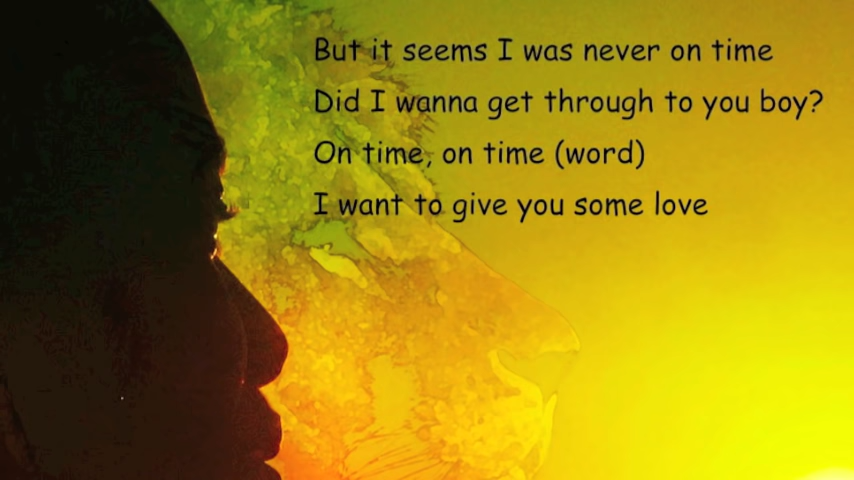 But it seems I was never on time
Did I wanna get through to you boy?
On time, on time (word)
I want to give you some love